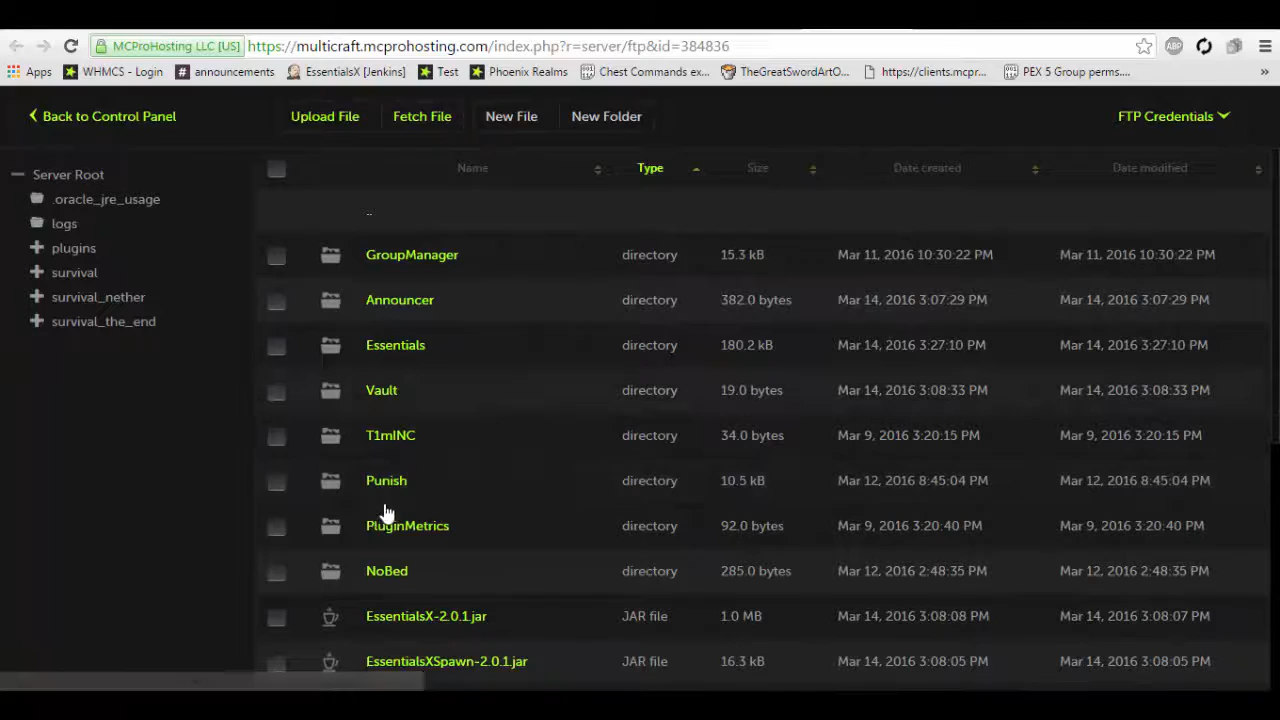 MCProHosting LLC [US] https://multicraft.mcprohosting.com/index.php?r=server/ftp&id=384836 ABP
Apps WHMCS - Login # announcements EssentialsX [Jenkins] Test Phoenix Realms Chest Commands ex... TheGreatSwordArtO... https://clients.mcpr... PEX 5 Group perms.... »
Back to Control Panel Upload File Fetch File New File New Folder FTP Credentials
Name Type Size Date created Date modified
Server Root
.oracle_jre_usage
logs
plugins
survival
survival_nether
survival_the_end
..
GroupManager directory 15.3 kB Mar 11, 2016 10:30:22 PM Mar 11, 2016 10:30:22 PM
Announcer directory 382.0 bytes Mar 14, 2016 3:07:29 PM Mar 14, 2016 3:07:29 PM
Essentials directory 180.2 kB Mar 14, 2016 3:27:10 PM Mar 14, 2016 3:27:10 PM
Vault directory 19.0 bytes Mar 14, 2016 3:08:33 PM Mar 14, 2016 3:08:33 PM
T1mINC directory 34.0 bytes Mar 9, 2016 3:20:15 PM Mar 9, 2016 3:20:15 PM
Punish directory 10.5 kB Mar 12, 2016 8:45:04 PM Mar 12, 2016 8:45:04 PM
PluginMetrics directory 92.0 bytes Mar 9, 2016 3:20:40 PM Mar 9, 2016 3:20:40 PM
NoBed directory 285.0 bytes Mar 12, 2016 2:48:35 PM Mar 12, 2016 2:48:35 PM
EssentialsX-2.0.1.jar JAR file 1.0 MB Mar 14, 2016 3:08:08 PM Mar 14, 2016 3:08:07 PM
EssentialsXSpawn-2.0.1.jar JAR file 16.3 kB Mar 14, 2016 3:08:05 PM Mar 14, 2016 3:08:05 PM